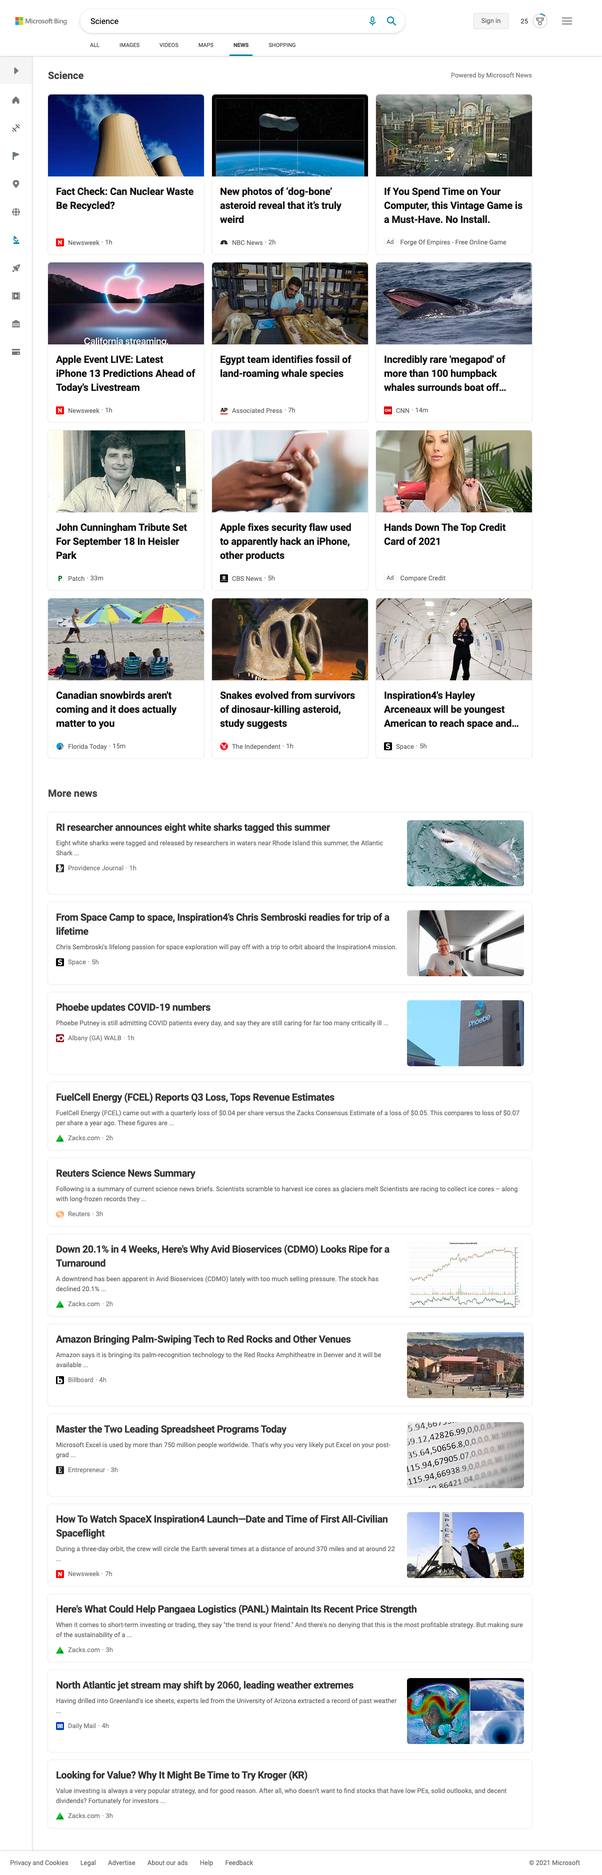 Microsoft Bing
Science
Sign in
25
ALL IMAGES VIDEOS MAPS NEWS SHOPPING
Science
Powered by Microsoft News
Fact Check: Can Nuclear Waste
Be Recycled?
Newsweek · 1h
New photos of 'dog-bone'
asteroid reveal that it's truly
weird
NBC News · 2h
If You Spend Time on Your
Computer, this Vintage Game is
a Must-Have. No Install.
Ad Forge Of Empires - Free Online Game
California streaming.
Apple Event LIVE: Latest
iPhone 13 Predictions Ahead of
Today's Livestream
Newsweek · 1h
Egypt team identifies fossil of
land-roaming whale species
AP Associated Press · 7h
Incredibly rare 'megapod' of
more than 100 humpback
whales surrounds boat off...
CNN · 14m
John Cunningham Tribute Set
For September 18 In Heisler
Park
Patch · 33m
Apple fixes security flaw used
to apparently hack an iPhone,
other products
CBS News · 5h
Hands Down The Top Credit
Card of 2021
Ad Compare Credit
Canadian snowbirds aren't
coming and it does actually
matter to you
Florida Today · 15m
Snakes evolved from survivors
of dinosaur-killing asteroid,
study suggests
The Independent · 1h
Inspiration4's Hayley
Arceneaux will be youngest
American to reach space and...
Space · 5h
More news
RI researcher announces eight white sharks tagged this summer
Eight white sharks were tagged and released by researchers in waters near Rhode Island this summer, the Atlantic
Shark ...
Providence Journal · 1h
From Space Camp to space, Inspiration4's Chris Sembroski readies for trip of a
lifetime
Chris Sembroski's lifelong passion for space exploration will pay off with a trip to orbit aboard the Inspiration4 mission.
Space · 5h
Phoebe updates COVID-19 numbers
Phoebe Putney is still admitting COVID patients every day, and say they are still caring for far too many critically ill ...
Albany (GA) WALB · 1h
Phoebe
FuelCell Energy (FCEL) Reports Q3 Loss, Tops Revenue Estimates
FuelCell Energy (FCEL) came out with a quarterly loss of $0.04 per share versus the Zacks Consensus Estimate of a loss of $0.05. This compares to loss of $0.07
per share a year ago. These figures are ...
Zacks.com · 2h
Reuters Science News Summary
Following is a summary of current science news briefs. Scientists scramble to harvest ice cores as glaciers melt Scientists are racing to collect ice cores – along
with long-frozen records they ...
Reuters · 3h
Down 20.1% in 4 Weeks, Here's Why Avid Bioservices (CDMO) Looks Ripe for a
Turnaround
A downtrend has been apparent in Avid Bioservices (CDMO) lately with too much selling pressure. The stock has
declined 20.1% ...
Zacks.com · 2h
Amazon Bringing Palm-Swiping Tech to Red Rocks and Other Venues
Amazon says it is bringing its palm-recognition technology to the Red Rocks Amphitheatre in Denver and it will be
available ...
Billboard · 4h
Master the Two Leading Spreadsheet Programs Today
Microsoft Excel is used by more than 750 million people worldwide. That's why you very likely put Excel on your post-
grad ...
Entrepreneur · 3h
How To Watch SpaceX Inspiration4 Launch—Date and Time of First All-Civilian
Spaceflight
During a three-day orbit, the crew will circle the Earth several times at a distance of around 370 miles and at around 22
...
Newsweek · 7h
Here's What Could Help Pangaea Logistics (PANL) Maintain Its Recent Price Strength
When it comes to short-term investing or trading, they say "the trend is your friend." And there's no denying that this is the most profitable strategy. But making sure
of the sustainability of a ...
Zacks.com · 3h
North Atlantic jet stream may shift by 2060, leading weather extremes
Having drilled into Greenland's ice sheets, experts led from the University of Arizona extracted a record of past weather
...
Daily Mail · 4h
Looking for Value? Why It Might Be Time to Try Kroger (KR)
Value investing is always a very popular strategy, and for good reason. After all, who doesn't want to find stocks that have low PEs, solid outlooks, and decent
dividends? Fortunately for investors ...
Zacks.com · 3h
Privacy and Cookies Legal Advertise About our ads Help Feedback
© 2021 Microsoft